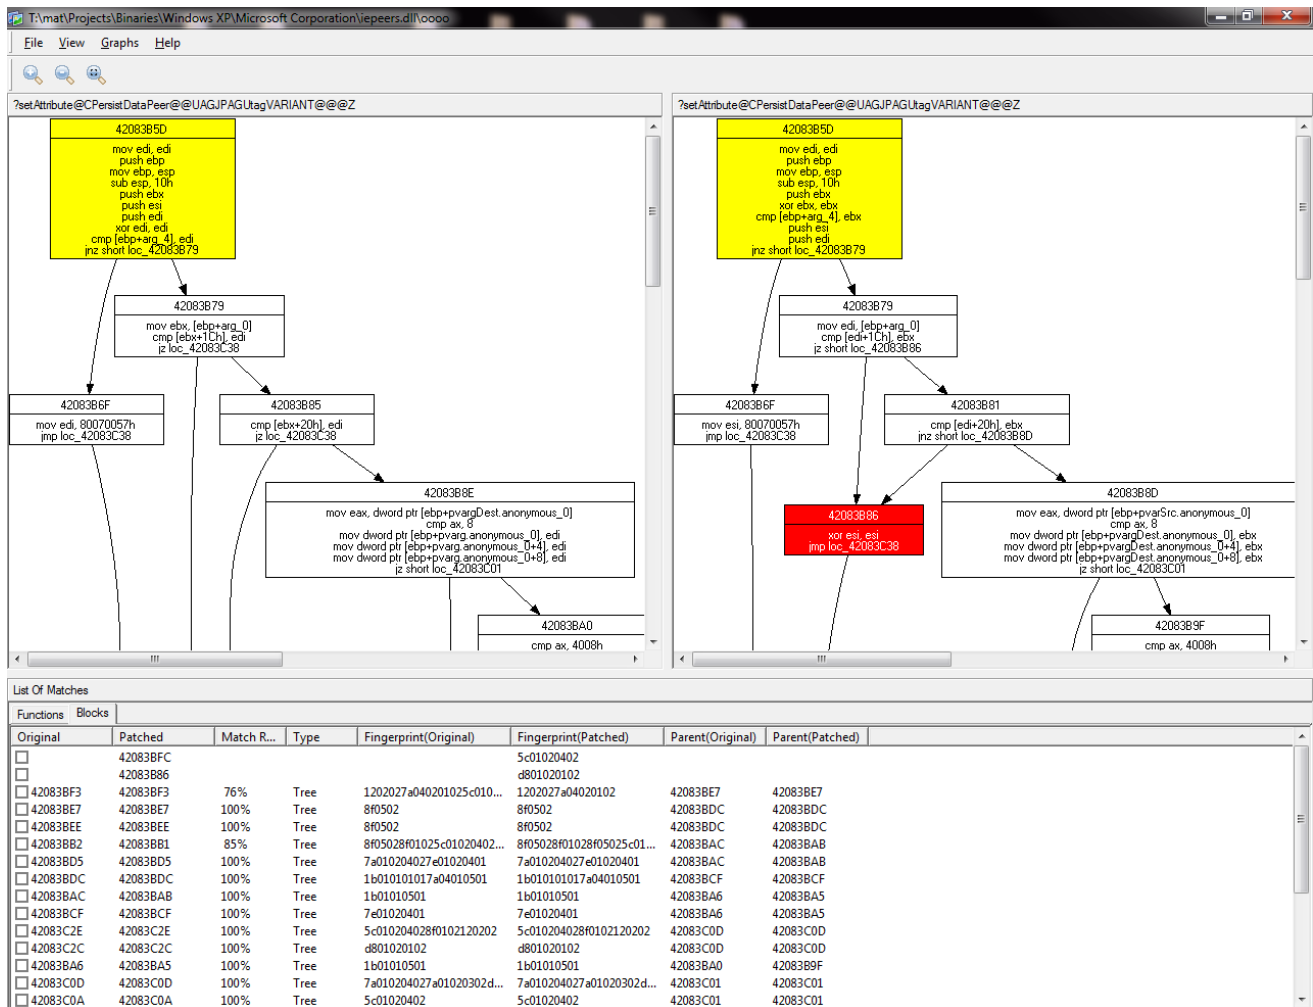 T:\mat\Projects\Binaries\Windows XP\Microsoft Corporation\iepeers.dll\oooo
File View Graphs Help
?setAttribute@CPersistDataPeer@@UAGJPAGUtagVARIANT@@@Z
42083B5D
mov edi, edi
push ebp
mov ebp, esp
sub esp, 10h
push ebx
push esi
push edi
xor edi, edi
cmp [ebp+arg_4], edi
jnz short loc_42083B79
42083B79
mov ebx, [ebp+arg_0]
cmp [ebx+1Ch], edi
jz loc_42083C38
42083B6F
mov edi, 80070057h
jmp loc_42083C38
42083B85
cmp [ebx+20h], edi
jz loc_42083C38
42083B8E
mov eax, dword ptr [ebp+pvargDest.anonymous_0]
cmp ax, 8
mov dword ptr [ebp+pvarg.anonymous_0], edi
mov dword ptr [ebp+pvarg.anonymous_0+4], edi
mov dword ptr [ebp+pvarg.anonymous_0+8], edi
jz short loc_42083C01
42083BA0
cmp ax, 4008h
?setAttribute@CPersistDataPeer@@UAGJPAGUtagVARIANT@@@Z
42083B5D
mov edi, edi
push ebp
mov ebp, esp
sub esp, 10h
push ebx
xor ebx, ebx
cmp [ebp+arg_4], ebx
push esi
push edi
jnz short loc_42083B79
42083B79
mov edi, [ebp+arg_0]
cmp [edi+1Ch], ebx
jz short loc_42083B86
42083B6F
mov esi, 80070057h
jmp loc_42083C38
42083B81
cmp [edi+20h], ebx
jnz short loc_42083B8D
42083B86
xor esi, esi
jmp loc_42083C38
42083B8D
mov eax, dword ptr [ebp+pvarSrc.anonymous_0]
cmp ax, 8
mov dword ptr [ebp+pvargDest.anonymous_0], ebx
mov dword ptr [ebp+pvargDest.anonymous_0+4], ebx
mov dword ptr [ebp+pvargDest.anonymous_0+8], ebx
jz short loc_42083C01
42083B9F
cmp ax, 4008h
List Of Matches
Functions Blocks
Original Patched Match R... Type Fingerprint(Original) Fingerprint(Patched) Parent(Original) Parent(Patched)
42083BFC 5c01020402
42083B86 d801020102
42083BF3 42083BF3 76% Tree 1202027a040201025c010... 1202027a04020102 42083BE7 42083BE7
42083BE7 42083BE7 100% Tree 8f0502 8f0502 42083BDC 42083BDC
42083BEE 42083BEE 100% Tree 8f0502 8f0502 42083BDC 42083BDC
42083BB2 42083BB1 85% Tree 8f05028f01025c01020402... 8f05028f01028f05025c01... 42083BAC 42083BAB
42083BD5 42083BD5 100% Tree 7a010204027e01020401 7a010204027e01020401 42083BAC 42083BAB
42083BDC 42083BDC 100% Tree 1b010101017a04010501 1b010101017a04010501 42083BCF 42083BCF
42083BAC 42083BAB 100% Tree 1b01010501 1b01010501 42083BA6 42083BA5
42083BCF 42083BCF 100% Tree 7e01020401 7e01020401 42083BA6 42083BA5
42083C2E 42083C2E 100% Tree 5c010204028f0102120202 5c010204028f0102120202 42083C0D 42083C0D
42083C2C 42083C2C 100% Tree d801020102 d801020102 42083C0D 42083C0D
42083BA6 42083BA5 100% Tree 1b01010501 1b01010501 42083BA0 42083B9F
42083C0D 42083C0D 100% Tree 7a010204027a01020302d... 7a010204027a01020302d... 42083C01 42083C01
42083C0A 42083C0A 100% Tree 5c01020402 5c01020402 42083C01 42083C01